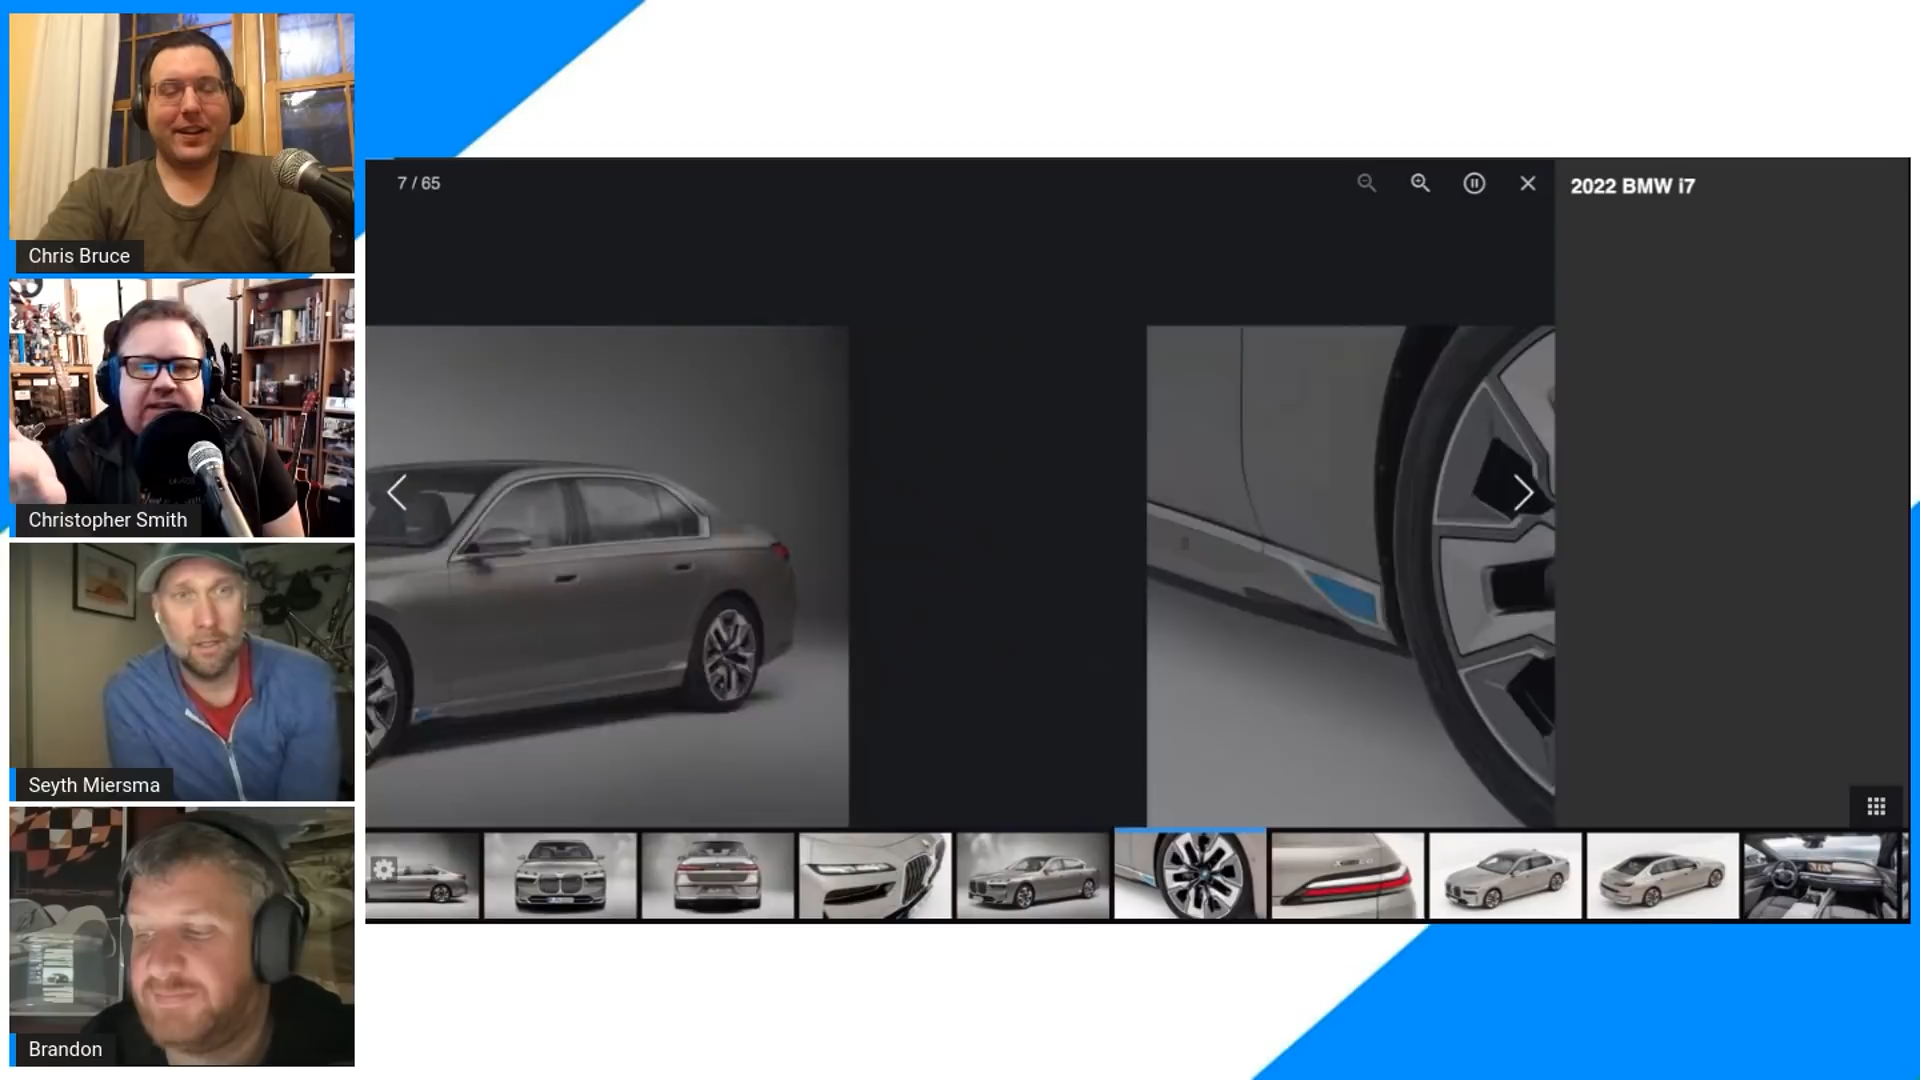 Chris Bruce
Christopher Smith
Seyth Miersma
Brandon
7 / 65
2022 BMW i7